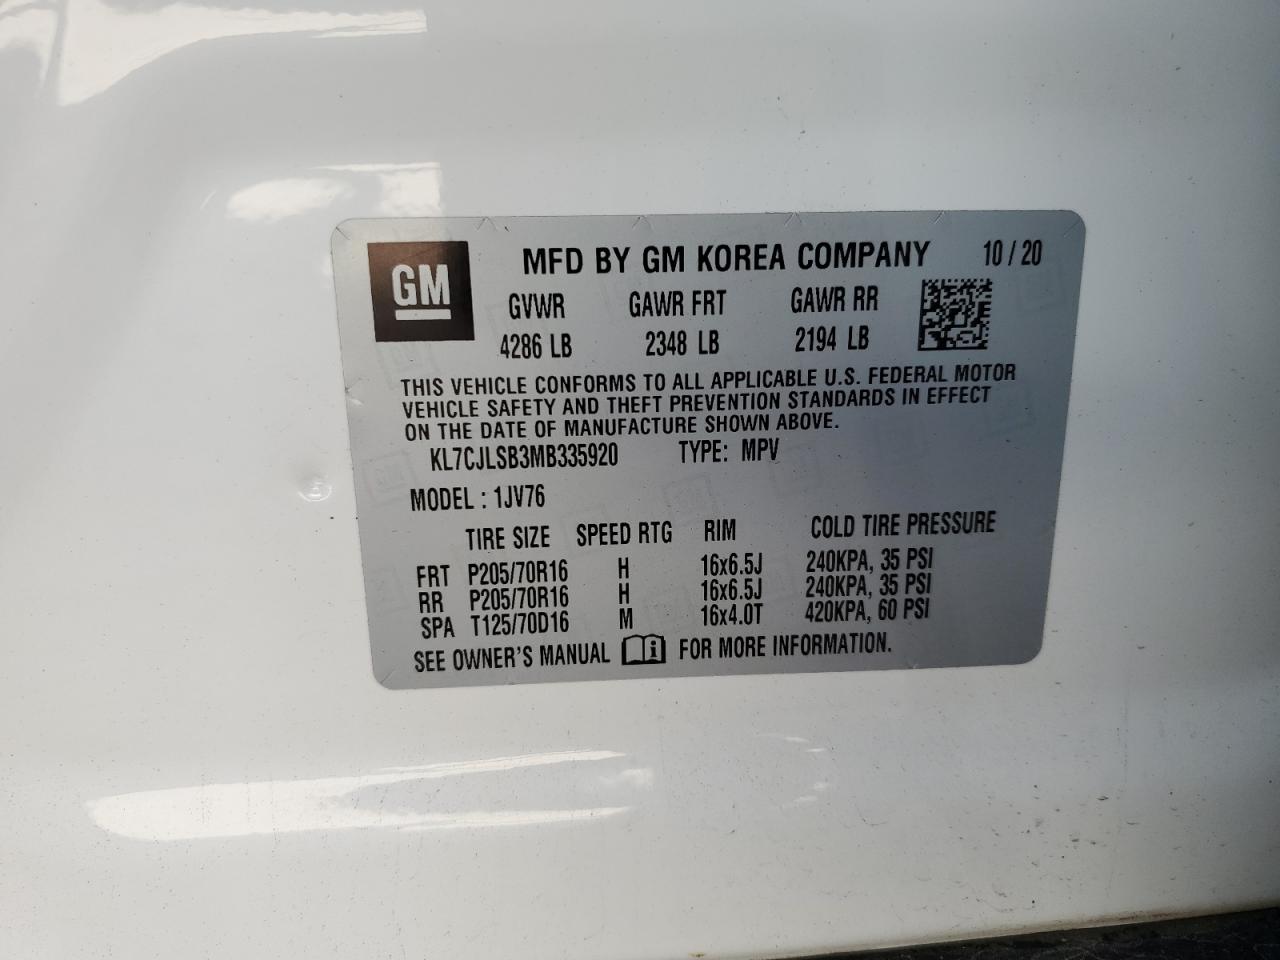 GM
MFD BY GM KOREA COMPANY 10 / 20
GVWR GAWR FRT GAWR RR
4286 LB 2348 LB 2194 LB
THIS VEHICLE CONFORMS TO ALL APPLICABLE U.S. FEDERAL MOTOR
VEHICLE SAFETY AND THEFT PREVENTION STANDARDS IN EFFECT
ON THE DATE OF MANUFACTURE SHOWN ABOVE.
KL7CJLSB3MB335920 TYPE: MPV
MODEL : 1JV76
TIRE SIZE SPEED RTG RIM COLD TIRE PRESSURE
FRT P205/70R16 H 16x6.5J 240KPA, 35 PSI
RR P205/70R16 H 16x6.5J 240KPA, 35 PSI
SPA T125/70D16 M 16x4.0T 420KPA, 60 PSI
SEE OWNER'S MANUAL i FOR MORE INFORMATION.